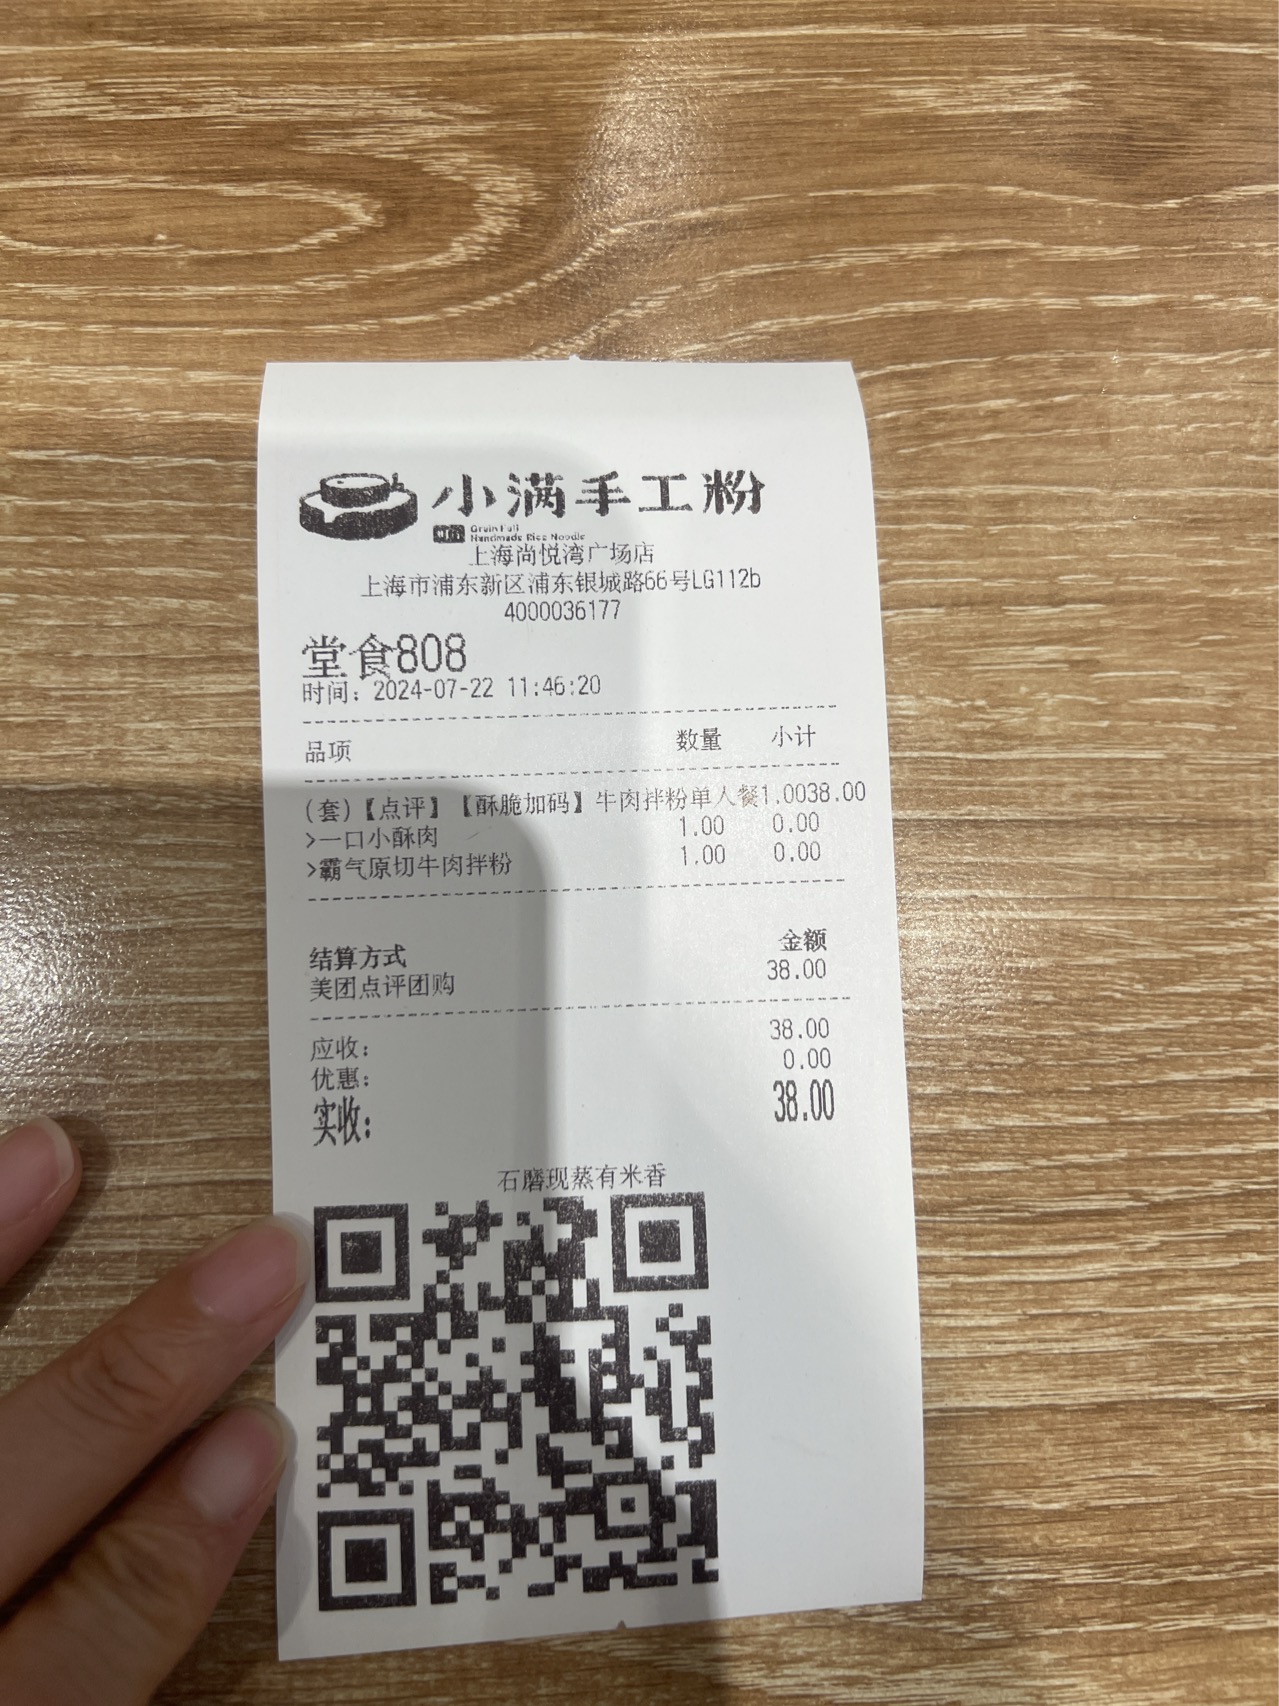 小满手工粉
Grain Full
Handmade Rice Noodle
上海尚悦湾广场店
上海市浦东新区浦东银城路66号LG112b
4000036177
堂食808
时间：2024-07-22 11:46:20
品项 数量 小计
(套)【点评】【酥脆加码】牛肉拌粉单人餐1.0038.00
>一口小酥肉 1.00 0.00
>霸气原切牛肉拌粉 1.00 0.00
结算方式 金额
美团点评团购 38.00
应收： 38.00
优惠： 0.00
实收： 38.00
石磨现蒸有米香